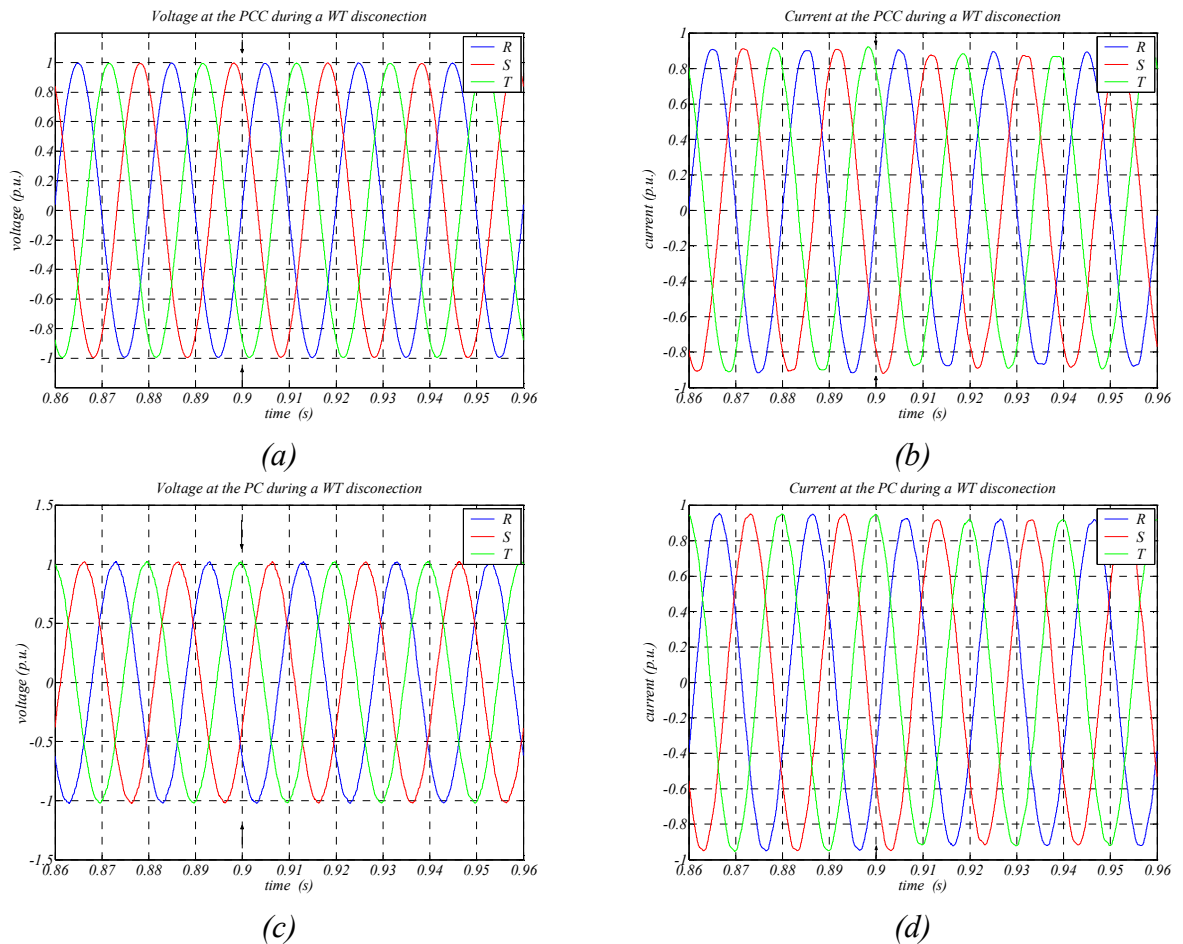 Voltage at the PCC during a WT disconection
voltage (p.u.)
1
0.8
0.6
0.4
0.2
0
-0.2
-0.4
-0.6
-0.8
-1
R
S
T
0.86 0.87 0.88 0.89 0.9 0.91 0.92 0.93 0.94 0.95 0.96
time (s)
(a)
Current at the PCC during a WT disconection
current (p.u.)
1
0.8
0.6
0.4
0.2
0
-0.2
-0.4
-0.6
-0.8
-1
R
S
T
0.86 0.87 0.88 0.89 0.9 0.91 0.92 0.93 0.94 0.95 0.96
time (s)
(b)
Voltage at the PC during a WT disconection
voltage (p.u.)
1.5
1
0.5
0
-0.5
-1
-1.5
R
S
T
0.86 0.87 0.88 0.89 0.9 0.91 0.92 0.93 0.94 0.95 0.96
time (s)
(c)
Current at the PC during a WT disconection
current (p.u.)
1
0.8
0.6
0.4
0.2
0
-0.2
-0.4
-0.6
-0.8
-1
R
S
T
0.86 0.87 0.88 0.89 0.9 0.91 0.92 0.93 0.94 0.95 0.96
time (s)
(d)